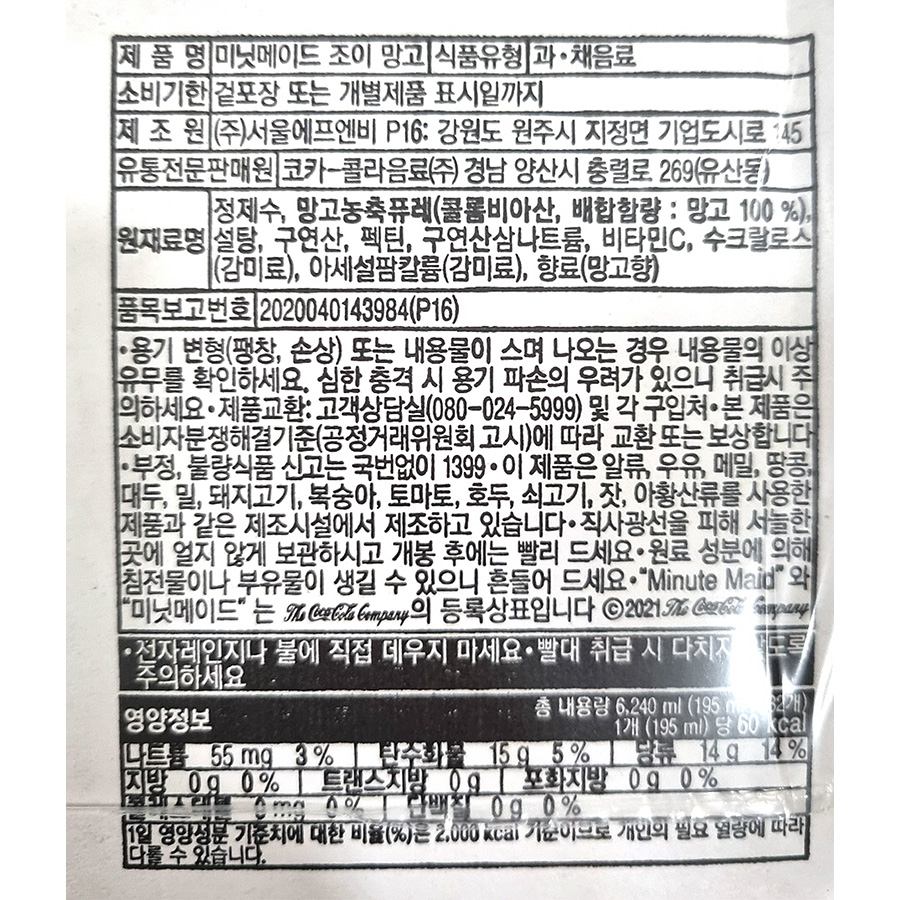 제 품 명 미닛메이드 조이 망고 식품유형 과·채음료
소비기한 겉포장 또는 개별제품 표시일까지
제 조 원 (주)서울에프엔비 P16: 강원도 원주시 지정면 기업도시로 145
유통전문판매원 코카-콜라음료(주) 경남 양산시 충렬로 269(유산동)
원재료명 정제수, 망고농축퓨레(콜롬비아산, 배합함량 : 망고 100 %),
설탕, 구연산, 펙틴, 구연산삼나트륨, 비타민C, 수크랄로스
(감미료), 아세설팜칼륨(감미료), 향료(망고향)
품목보고번호 2020040143984(P16)
·용기 변형(팽창, 손상) 또는 내용물이 스며 나오는 경우 내용물의 이상
유무를 확인하세요. 심한 충격 시 용기 파손의 우려가 있으니 취급시 주
의하세요·제품교환: 고객상담실(080-024-5999) 및 각 구입처·본 제품은
소비자분쟁해결기준(공정거래위원회 고시)에 따라 교환 또는 보상합니다
·부정, 불량식품 신고는 국번없이 1399·이 제품은 알류, 우유, 메밀, 땅콩,
대두, 밀, 돼지고기, 복숭아, 토마토, 호두, 쇠고기, 잣, 아황산류를 사용한
제품과 같은 제조시설에서 제조하고 있습니다·직사광선을 피해 서늘한
곳에 얼지 않게 보관하시고 개봉 후에는 빨리 드세요·원료 성분에 의해
침전물이나 부유물이 생길 수 있으니 흔들어 드세요·"Minute Maid" 와
"미닛메이드" 는 The Coca-Cola Company의 등록상표입니다 ©2021 The Coca-Cola Company
·전자레인지나 불에 직접 데우지 마세요·빨대 취급 시 다치지
주의하세요
영양정보 총 내용량 6,240 ml (195
1개 (195 ml) 당 60 kcal
나트륨 55 mg 3 % 탄수화물 15 g 5 % 당류 14 g 14 %
지방 0 g 0 % 트랜스지방 0 g 포화지방 0 g 0 %
콜레스테롤 0 mg 0 % 단백질 0 g 0 %
1일 영양성분 기준치에 대한 비율(%)은 2,000 kcal 기준이므로 개인의 필요 열량에 따라
다를 수 있습니다.